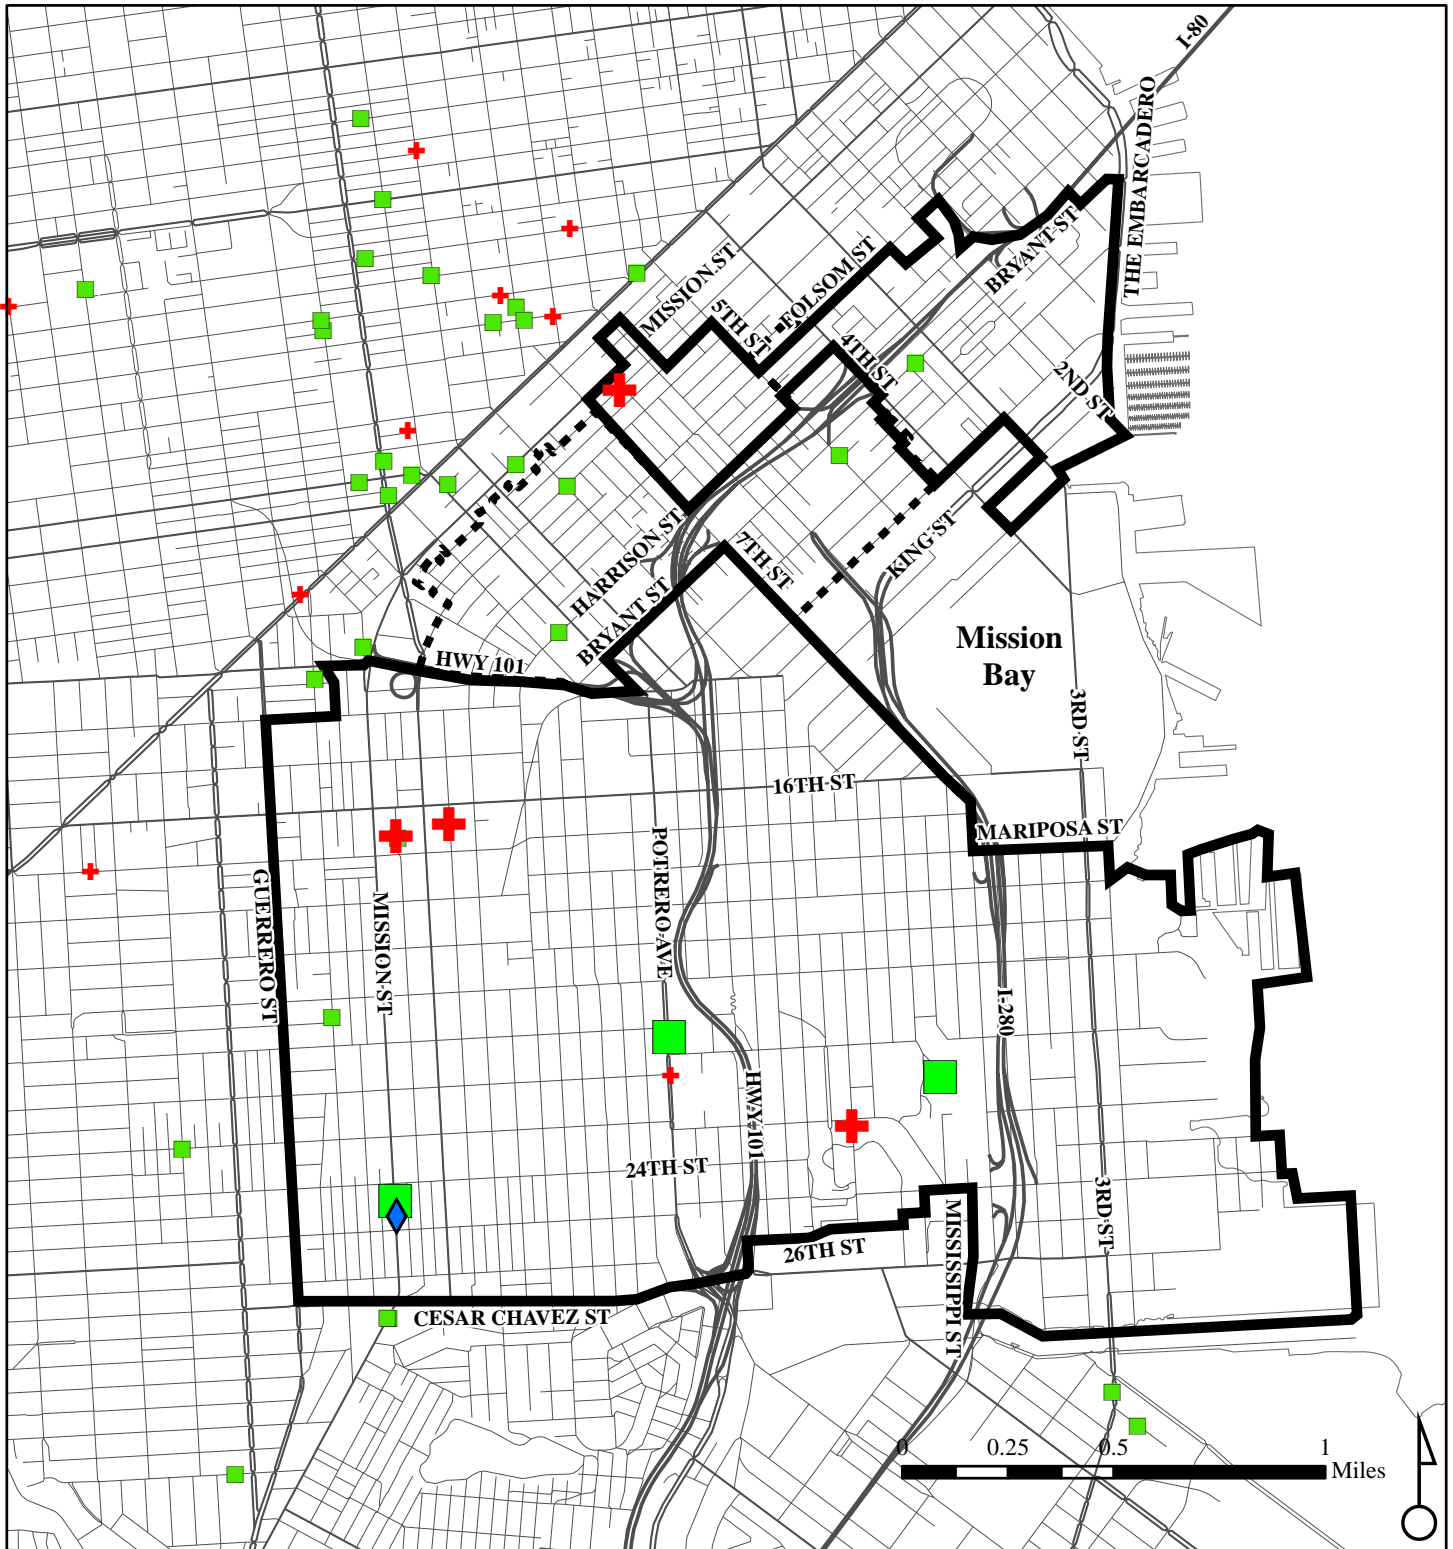 I-80
THE EMBARCADERO
BRYANT ST
MISSION ST
FOLSOM ST
5TH ST
4TH ST
2ND ST
HARRISON ST
KING ST
7TH ST
BRYANT ST
HWY 101
Mission
Bay
3RD ST
16TH ST
MARIPOSA ST
POTRERO AVE
GUERRERO ST
MISSION ST
I-280
HWY 101
24TH ST
3RD ST
MISSISSIPPI ST
26TH ST
CESAR CHAVEZ ST
0 0.25 0.5 1
Miles